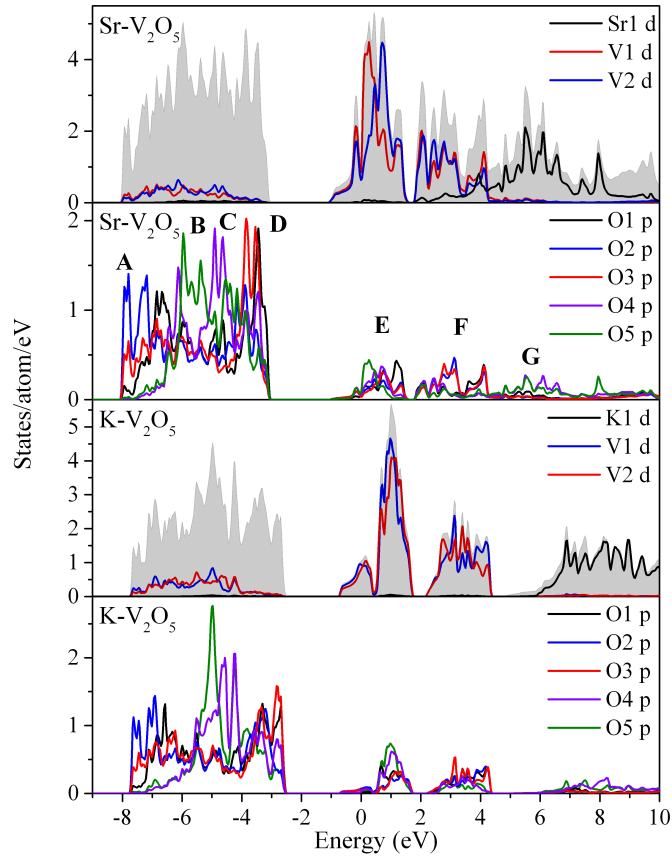 Sr-V₂O₅
Sr1 d
V1 d
V2 d
4
2
0
Sr-V₂O₅
A
B
C
D
E
F
G
O1 p
O2 p
O3 p
O4 p
O5 p
2
1
0
K-V₂O₅
K1 d
V1 d
V2 d
5
4
3
2
1
0
K-V₂O₅
O1 p
O2 p
O3 p
O4 p
O5 p
2
1
0
-8 -6 -4 -2 0 2 4 6 8 10
Energy (eV)
States/atom/eV